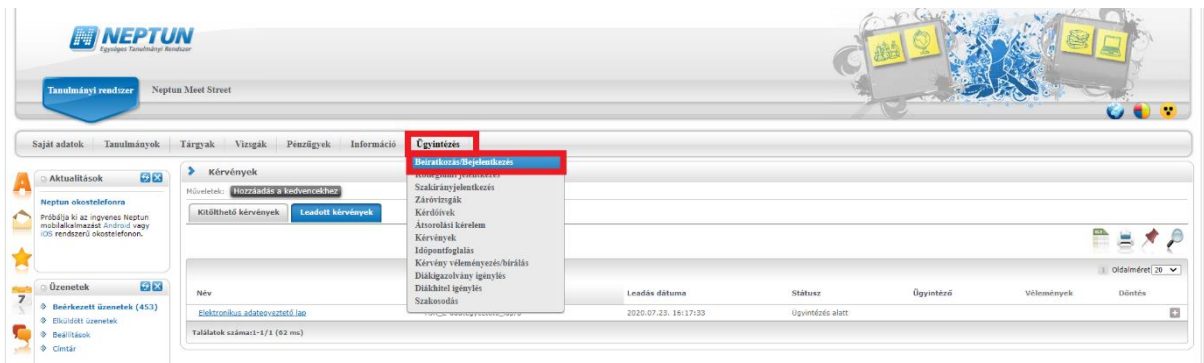 NEPTUN
Egységes Tanulmányi Rendszer
Tanulmányi rendszer Neptun Meet Street
Saját adatok Tanulmányok Tárgyak Vizsgák Pénzügyek Információ Ügyintézés
Beiratkozás/Bejelentkezés
Kollégiumi jelentkezés
Szakirányjelentkezés
Záróvizsgák
Kérdőívek
Átsorolási kérelem
Kérvények
Időpontfoglalás
Kérvény véleményezés/bírálás
Diákigazolvány igénylés
Diákhitel igénylés
Szakosodás
Aktualitások
Neptun okostelefonra
Próbálja ki az ingyenes Neptun
mobilalkalmazást Android vagy
iOS rendszerű okostelefonon.
Üzenetek
Beérkezett üzenetek (453)
Elküldött üzenetek
Beállítások
Címtár
7
Kérvények
Műveletek: Hozzáadás a kedvencekhez
Kitölthető kérvények Leadott kérvények
1 Oldalméret 20
Név Leadás dátuma Státusz Ügyintéző Vélemények Döntés
Elektronikus adategyeztető lap 2020.07.23. 16:17:33 Ügyintézés alatt
Találatok száma:1-1/1 (62 ms)